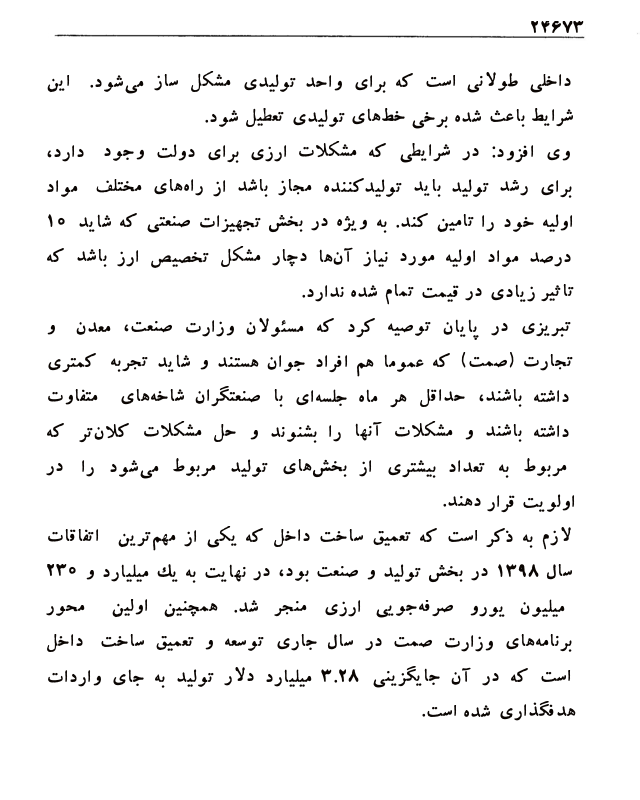 ۲۴۶۷۳
داخلی طولانی است که برای واحد تولیدی مشکل ساز می‌شود. این
شرایط باعث شده برخی خط‌های تولیدی تعطیل شود.
وی افزود: در شرایطی که مشکلات ارزی برای دولت وجود دارد،
برای رشد تولید باید تولیدکننده مجاز باشد از راه‌های مختلف مواد
اولیه خود را تامین کند. به ویژه در بخش تجهیزات صنعتی که شاید ۱۰
درصد مواد اولیه مورد نیاز آن‌ها دچار مشکل تخصیص ارز باشد که
تاثیر زیادی در قیمت تمام شده ندارد.
تبریزی در پایان توصیه کرد که مسئولان وزارت صنعت، معدن و
تجارت (صمت) که عموما هم افراد جوان هستند و شاید تجربه کمتری
داشته باشند، حداقل هر ماه جلسه‌ای با صنعتگران شاخه‌های متفاوت
داشته باشند و مشکلات آنها را بشنوند و حل مشکلات کلان‌تر که
مربوط به تعداد بیشتری از بخش‌های تولید مربوط می‌شود را در
اولویت قرار دهند.
لازم به ذکر است که تعمیق ساخت داخل که یکی از مهم‌ترین اتفاقات
سال ۱۳۹۸ در بخش تولید و صنعت بود، در نهایت به یك میلیارد و ۲۳۰
میلیون یورو صرفه‌جویی ارزی منجر شد. همچنین اولین محور
برنامه‌های وزارت صمت در سال جاری توسعه و تعمیق ساخت داخل
است که در آن جایگزینی ۳.۲۸ میلیارد دلار تولید به جای واردات
هدفگذاری شده است.